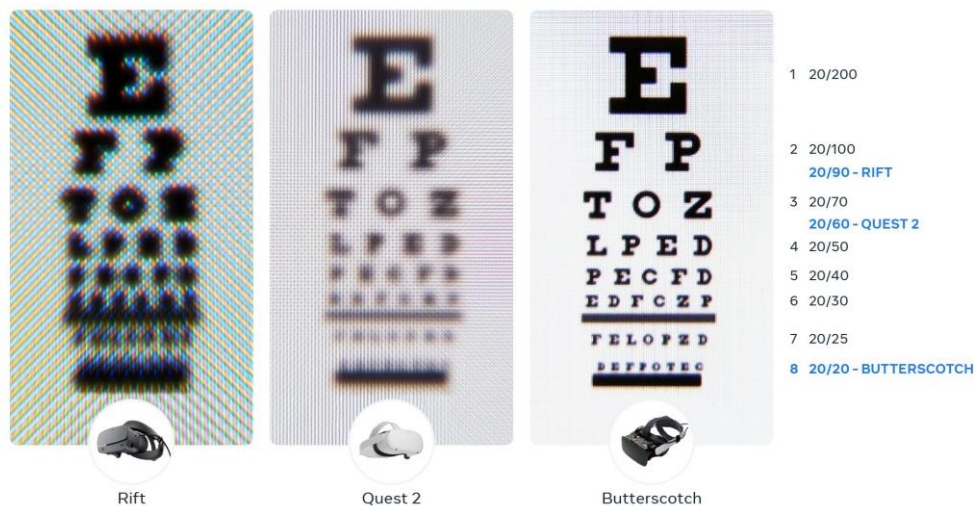 E
F P
T O Z
L P E D
P E C F D
E
F P
T O Z
L P E D
P E C F D
E
F P
T O Z
L P E D
P E C F D
E D F C Z P
F E L O P Z D
D E F P O T E C
1 20/200
2 20/100
20/90 - RIFT
3 20/70
20/60 - QUEST 2
4 20/50
5 20/40
6 20/30
7 20/25
8 20/20 - BUTTERSCOTCH
Rift
Quest 2
Butterscotch